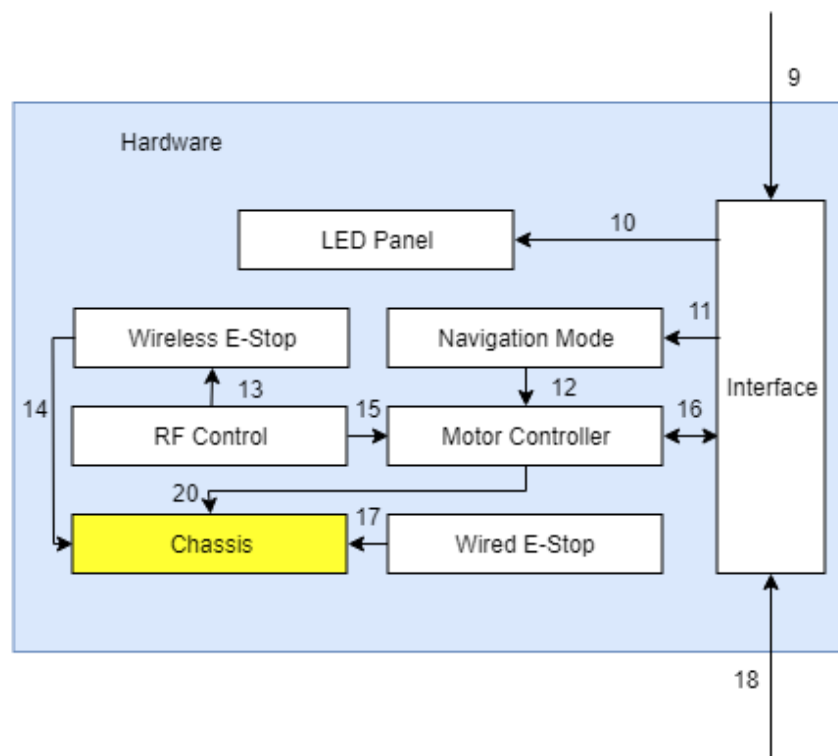 9
Hardware
10
LED Panel
11
Wireless E-Stop
Navigation Mode
Interface
13
12
14
15
16
RF Control
Motor Controller
20
17
Chassis
Wired E-Stop
18